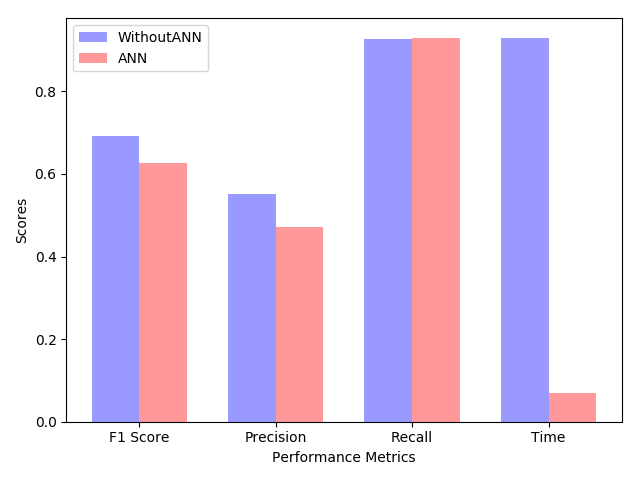 WithoutANN
ANN
Scores
0.8
0.6
0.4
0.2
0.0
F1 Score
Precision
Recall
Time
Performance Metrics